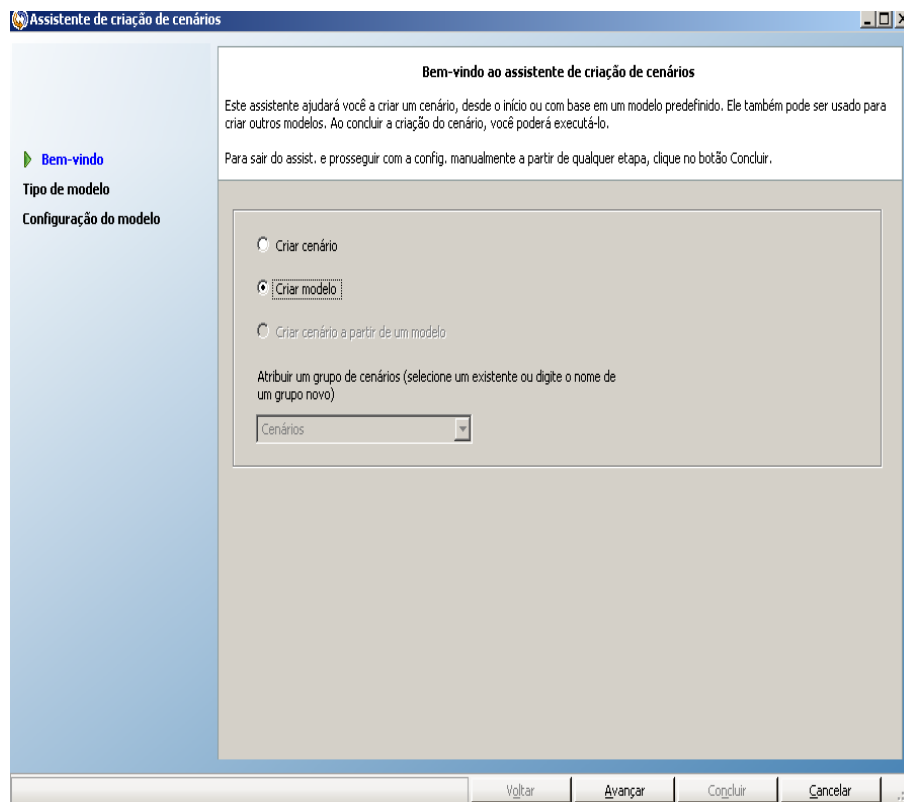 Assistente de criação de cenários
Bem-vindo ao assistente de criação de cenários
Este assistente ajudará você a criar um cenário, desde o início ou com base em um modelo predefinido. Ele também pode ser usado para
criar outros modelos. Ao concluir a criação do cenário, você poderá executá-lo.
Para sair do assist. e prosseguir com a config. manualmente a partir de qualquer etapa, clique no botão Concluir.
Bem-vindo
Tipo de modelo
Configuração do modelo
Criar cenário
Criar modelo
Criar cenário a partir de um modelo
Atribuir um grupo de cenários (selecione um existente ou digite o nome de
um grupo novo)
Cenários
Voltar
Avançar
Concluir
Cancelar